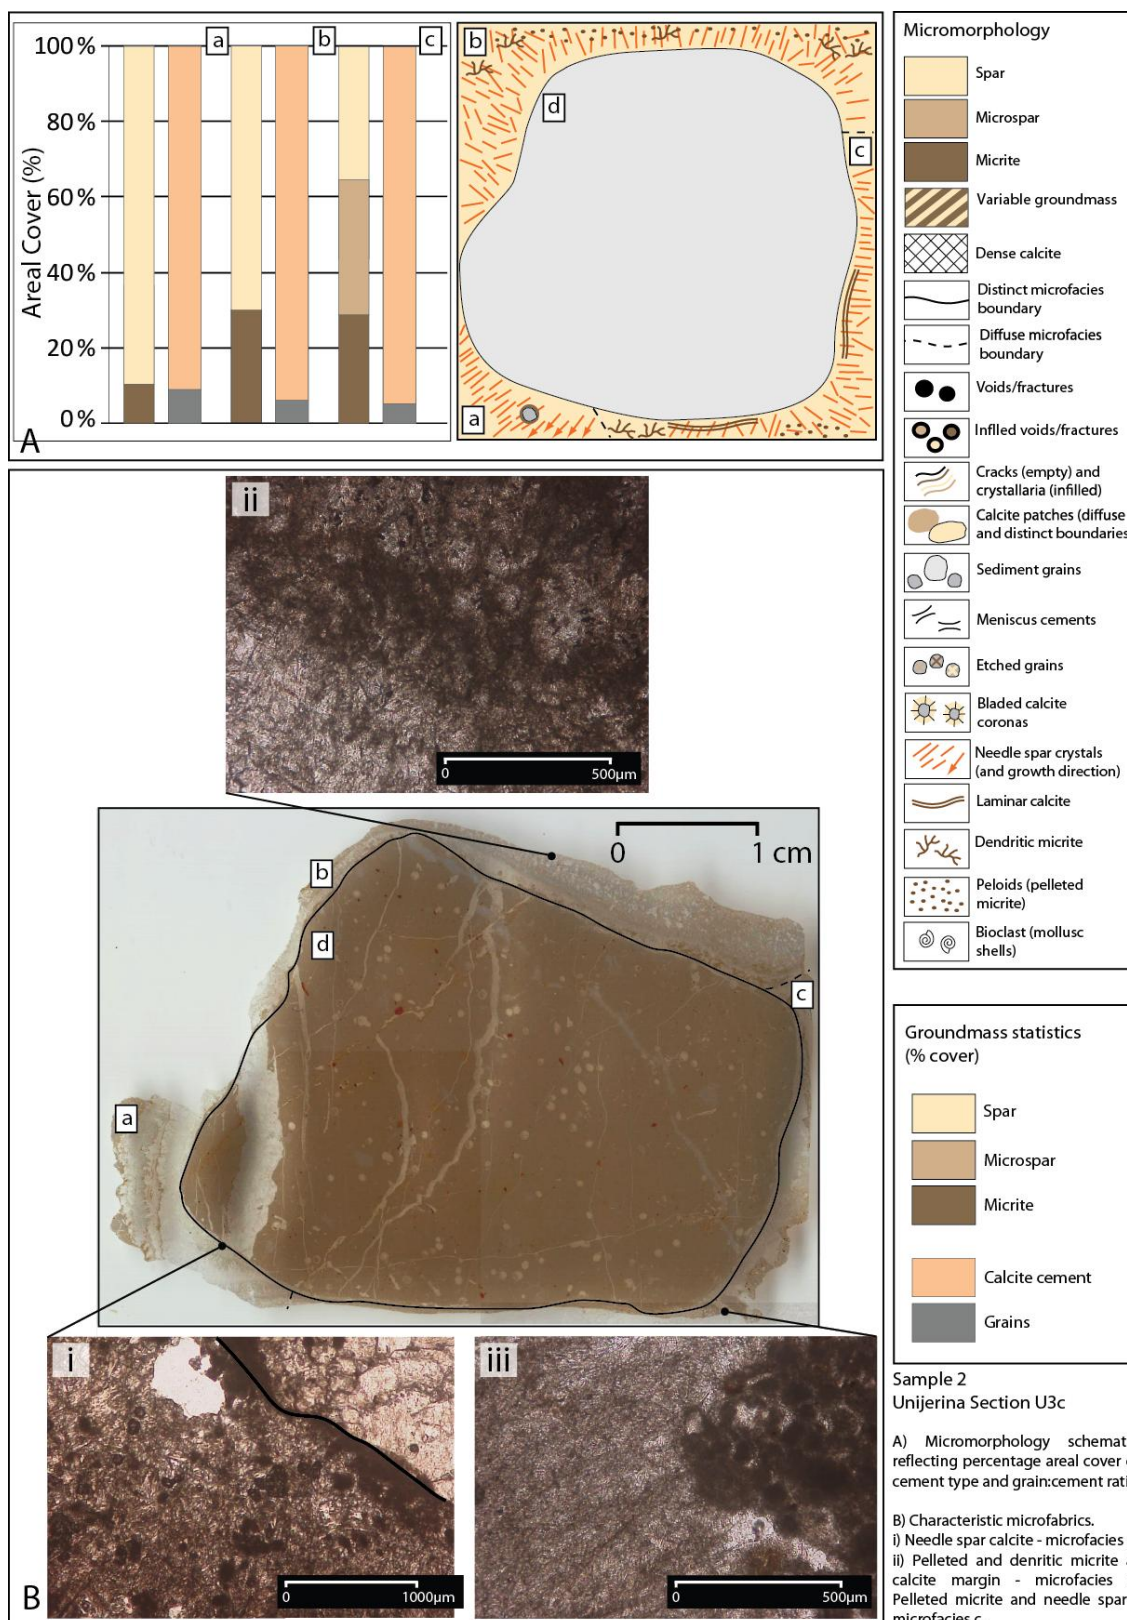 100 %
80 %
60 %
40 %
20 %
0 %
Areal Cover (%)
a
b
c
A
b
d
c
a
Micromorphology
Spar
Microspar
Micrite
Variable groundmass
Dense calcite
Distinct microfacies
boundary
Diffuse microfacies
boundary
Voids/fractures
Inflled voids/fractures
Cracks (empty) and
crystallaria (infilled)
Calcite patches (diffuse
and distinct boundaries
Sediment grains
Meniscus cements
Etched grains
Bladed calcite
coronas
Needle spar crystals
(and growth direction)
Laminar calcite
Dendritic micrite
Peloids (pelleted
micrite)
Bioclast (mollusc
shells)
ii
0 500µm
0 1 cm
b
d
c
a
i
0 1000µm
iii
0 500µm
B
Groundmass statistics
(% cover)
Spar
Microspar
Micrite
Calcite cement
Grains
Sample 2
Unijerina Section U3c
A) Micromorphology schemat
reflecting percentage areal cover
cement type and grain:cement rati
B) Characteristic microfabrics.
i) Needle spar calcite - microfacies
ii) Pelleted and denritic micrite
calcite margin - microfacies
Pelleted micrite and needle spar
microfacies c